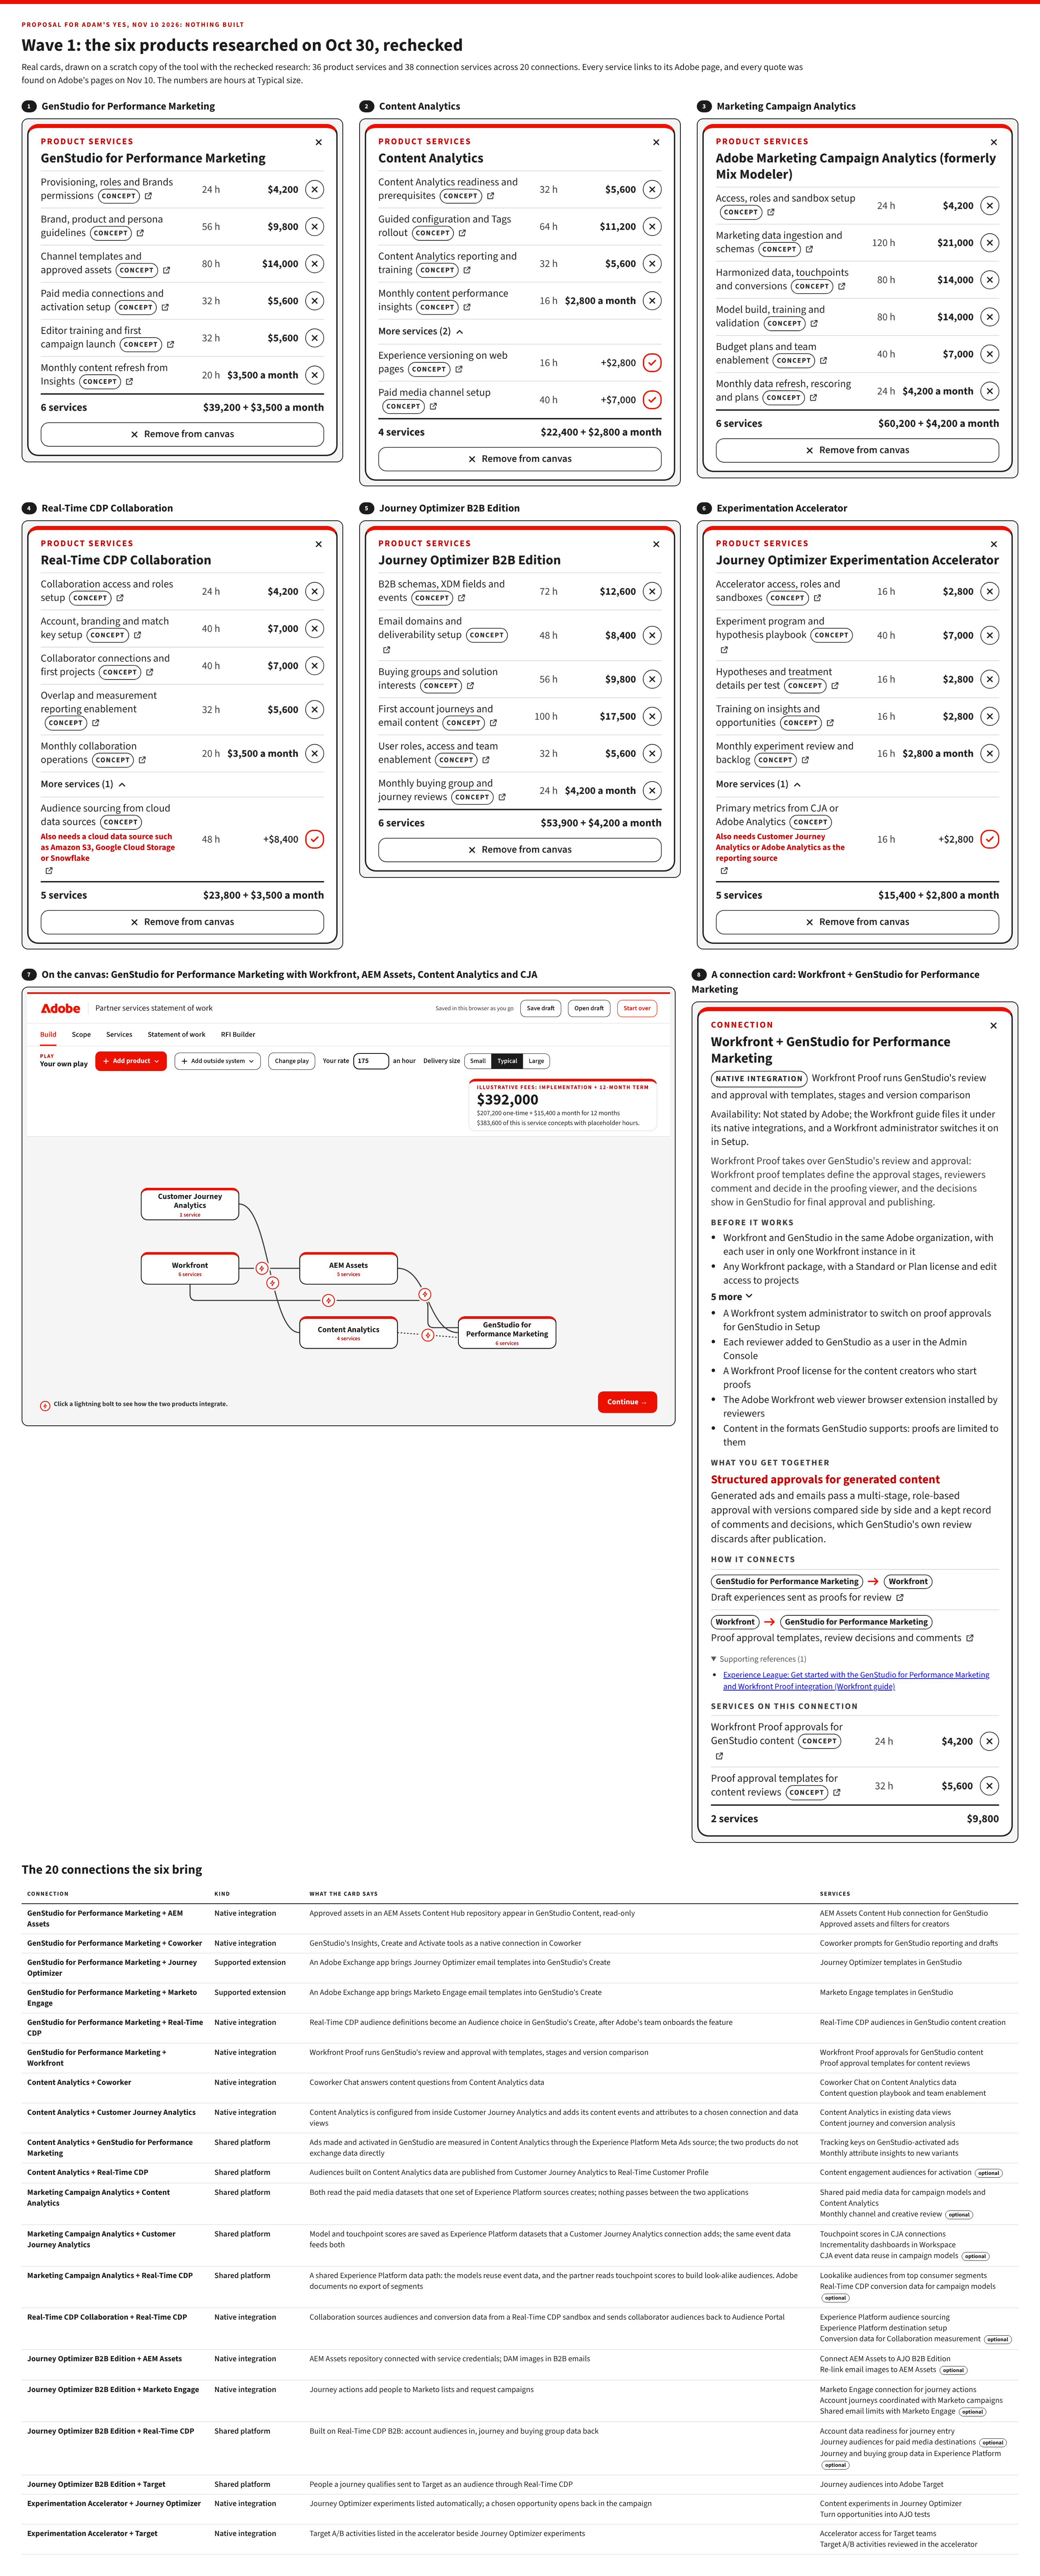 PROPOSAL FOR ADAM'S YES, NOV 10 2026: NOTHING BUILT
Wave 1: the six products researched on Oct 30, rechecked
Real cards, drawn on a scratch copy of the tool with the rechecked research: 36 product services and 38 connection services across 20 connections. Every service links to its Adobe page, and every quote was
found on Adobe's pages on Nov 10. The numbers are hours at Typical size.
1 GenStudio for Performance Marketing
PRODUCT SERVICES
GenStudio for Performance Marketing
Provisioning, roles and Brands
permissions CONCEPT 24 h $4,200
Brand, product and persona
guidelines CONCEPT 56 h $9,800
Channel templates and
approved assets CONCEPT 80 h $14,000
Paid media connections and
activation setup CONCEPT 32 h $5,600
Editor training and first
campaign launch CONCEPT 32 h $5,600
Monthly content refresh from
Insights CONCEPT 20 h $3,500 a month
6 services $39,200 + $3,500 a month
Remove from canvas
2 Content Analytics
PRODUCT SERVICES
Content Analytics
Content Analytics readiness and
prerequisites CONCEPT 32 h $5,600
Guided configuration and Tags
rollout CONCEPT 64 h $11,200
Content Analytics reporting and
training CONCEPT 32 h $5,600
Monthly content performance
insights CONCEPT 16 h $2,800 a month
More services (2)
Experience versioning on web
pages CONCEPT 16 h +$2,800
Paid media channel setup
CONCEPT 40 h +$7,000
4 services $22,400 + $2,800 a month
Remove from canvas
3 Marketing Campaign Analytics
PRODUCT SERVICES
Adobe Marketing Campaign Analytics (formerly
Mix Modeler)
Access, roles and sandbox setup
CONCEPT 24 h $4,200
Marketing data ingestion and
schemas CONCEPT 120 h $21,000
Harmonized data, touchpoints
and conversions CONCEPT 80 h $14,000
Model build, training and
validation CONCEPT 80 h $14,000
Budget plans and team
enablement CONCEPT 40 h $7,000
Monthly data refresh, rescoring
and plans CONCEPT 24 h $4,200 a month
6 services $60,200 + $4,200 a month
Remove from canvas
4 Real-Time CDP Collaboration
PRODUCT SERVICES
Real-Time CDP Collaboration
Collaboration access and roles
setup CONCEPT 24 h $4,200
Account, branding and match
key setup CONCEPT 40 h $7,000
Collaborator connections and
first projects CONCEPT 40 h $7,000
Overlap and measurement
reporting enablement
CONCEPT 32 h $5,600
Monthly collaboration
operations CONCEPT 20 h $3,500 a month
More services (1)
Audience sourcing from cloud
data sources CONCEPT
Also needs a cloud data source such
as Amazon S3, Google Cloud Storage
or Snowflake 48 h +$8,400
5 services $23,800 + $3,500 a month
Remove from canvas
5 Journey Optimizer B2B Edition
PRODUCT SERVICES
Journey Optimizer B2B Edition
B2B schemas, XDM fields and
events CONCEPT 72 h $12,600
Email domains and
deliverability setup CONCEPT 48 h $8,400
Buying groups and solution
interests CONCEPT 56 h $9,800
First account journeys and
email content CONCEPT 100 h $17,500
User roles, access and team
enablement CONCEPT 32 h $5,600
Monthly buying group and
journey reviews CONCEPT 24 h $4,200 a month
6 services $53,900 + $4,200 a month
Remove from canvas
6 Experimentation Accelerator
PRODUCT SERVICES
Journey Optimizer Experimentation Accelerator
Accelerator access, roles and
sandboxes CONCEPT 16 h $2,800
Experiment program and
hypothesis playbook CONCEPT 40 h $7,000
Hypotheses and treatment
details per test CONCEPT 16 h $2,800
Training on insights and
opportunities CONCEPT 16 h $2,800
Monthly experiment review and
backlog CONCEPT 16 h $2,800 a month
More services (1)
Primary metrics from CJA or
Adobe Analytics CONCEPT
Also needs Customer Journey
Analytics or Adobe Analytics as the
reporting source 16 h +$2,800
5 services $15,400 + $2,800 a month
Remove from canvas
7 On the canvas: GenStudio for Performance Marketing with Workfront, AEM Assets, Content Analytics and CJA
Adobe Partner services statement of work
Saved in this browser as you go Save draft Open draft Start over
Build Scope Services Statement of work RFI Builder
PLAY
Your own play + Add product + Add outside system Change play Your rate 175 an hour Delivery size Small Typical Large
ILLUSTRATIVE FEES: IMPLEMENTATION + 12-MONTH TERM
$392,000
$207,200 one-time + $15,400 a month for 12 months
$383,600 of this is service concepts with placeholder hours.
Customer Journey
Analytics
1 service
Workfront
6 services
AEM Assets
5 services
Content Analytics
4 services
GenStudio for
Performance Marketing
6 services
Click a lightning bolt to see how the two products integrate.
Continue →
8 A connection card: Workfront + GenStudio for Performance
Marketing
CONNECTION
Workfront + GenStudio for Performance
Marketing
NATIVE INTEGRATION Workfront Proof runs GenStudio's review
and approval with templates, stages and version comparison
Availability: Not stated by Adobe; the Workfront guide files it under
its native integrations, and a Workfront administrator switches it on
in Setup.
Workfront Proof takes over GenStudio's review and approval:
Workfront proof templates define the approval stages, reviewers
comment and decide in the proofing viewer, and the decisions
show in GenStudio for final approval and publishing.
BEFORE IT WORKS
• Workfront and GenStudio in the same Adobe organization, with
each user in only one Workfront instance in it
• Any Workfront package, with a Standard or Plan license and edit
access to projects
5 more
• A Workfront system administrator to switch on proof approvals
for GenStudio in Setup
• Each reviewer added to GenStudio as a user in the Admin
Console
• A Workfront Proof license for the content creators who start
proofs
• The Adobe Workfront web viewer browser extension installed by
reviewers
• Content in the formats GenStudio supports: proofs are limited to
them
WHAT YOU GET TOGETHER
Structured approvals for generated content
Generated ads and emails pass a multi-stage, role-based
approval with versions compared side by side and a kept record
of comments and decisions, which GenStudio's own review
discards after publication.
HOW IT CONNECTS
GenStudio for Performance Marketing → Workfront
Draft experiences sent as proofs for review
Workfront → GenStudio for Performance Marketing
Proof approval templates, review decisions and comments
▼ Supporting references (1)
• Experience League: Get started with the GenStudio for Performance Marketing
and Workfront Proof integration (Workfront guide)
SERVICES ON THIS CONNECTION
Workfront Proof approvals for
GenStudio content CONCEPT 24 h $4,200
Proof approval templates for
content reviews CONCEPT 32 h $5,600
2 services $9,800
The 20 connections the six bring
CONNECTION KIND WHAT THE CARD SAYS SERVICES
GenStudio for Performance Marketing + AEM
Assets Native integration Approved assets in an AEM Assets Content Hub repository appear in GenStudio Content, read-only AEM Assets Content Hub connection for GenStudio
Approved assets and filters for creators
GenStudio for Performance Marketing + Coworker Native integration GenStudio's Insights, Create and Activate tools as a native connection in Coworker Coworker prompts for GenStudio reporting and drafts
GenStudio for Performance Marketing + Journey
Optimizer Supported extension An Adobe Exchange app brings Journey Optimizer email templates into GenStudio's Create Journey Optimizer templates in GenStudio
GenStudio for Performance Marketing + Marketo
Engage Supported extension An Adobe Exchange app brings Marketo Engage email templates into GenStudio's Create Marketo Engage templates in GenStudio
GenStudio for Performance Marketing + Real-Time
CDP Native integration Real-Time CDP audience definitions become an Audience choice in GenStudio's Create, after Adobe's team onboards the feature Real-Time CDP audiences in GenStudio content creation
GenStudio for Performance Marketing +
Workfront Native integration Workfront Proof runs GenStudio's review and approval with templates, stages and version comparison Workfront Proof approvals for GenStudio content
Proof approval templates for content reviews
Content Analytics + Coworker Native integration Coworker Chat answers content questions from Content Analytics data Coworker Chat on Content Analytics data
Content question playbook and team enablement
Content Analytics + Customer Journey Analytics Native integration Content Analytics is configured from inside Customer Journey Analytics and adds its content events and attributes to a chosen connection and data
views Content Analytics in existing data views
Content journey and conversion analysis
Content Analytics + GenStudio for Performance
Marketing Shared platform Ads made and activated in GenStudio are measured in Content Analytics through the Experience Platform Meta Ads source; the two products do not
exchange data directly Tracking keys on GenStudio-activated ads
Monthly attribute insights to new variants
Content Analytics + Real-Time CDP Shared platform Audiences built on Content Analytics data are published from Customer Journey Analytics to Real-Time Customer Profile Content engagement audiences for activation optional
Marketing Campaign Analytics + Content
Analytics Shared platform Both read the paid media datasets that one set of Experience Platform sources creates; nothing passes between the two applications Shared paid media data for campaign models and
Content Analytics
Monthly channel and creative review optional
Marketing Campaign Analytics + Customer
Journey Analytics Shared platform Model and touchpoint scores are saved as Experience Platform datasets that a Customer Journey Analytics connection adds; the same event data
feeds both Touchpoint scores in CJA connections
Incrementality dashboards in Workspace
CJA event data reuse in campaign models optional
Marketing Campaign Analytics + Real-Time CDP Shared platform A shared Experience Platform data path: the models reuse event data, and the partner reads touchpoint scores to build look-alike audiences. Adobe
documents no export of segments Lookalike audiences from top consumer segments
Real-Time CDP conversion data for campaign models
optional
Real-Time CDP Collaboration + Real-Time CDP Native integration Collaboration sources audiences and conversion data from a Real-Time CDP sandbox and sends collaborator audiences back to Audience Portal Experience Platform audience sourcing
Experience Platform destination setup
Conversion data for Collaboration measurement optional
Journey Optimizer B2B Edition + AEM Assets Native integration AEM Assets repository connected with service credentials; DAM images in B2B emails Connect AEM Assets to AJO B2B Edition
Re-link email images to AEM Assets optional
Journey Optimizer B2B Edition + Marketo Engage Native integration Journey actions add people to Marketo lists and request campaigns Marketo Engage connection for journey actions
Account journeys coordinated with Marketo campaigns
Shared email limits with Marketo Engage optional
Journey Optimizer B2B Edition + Real-Time CDP Shared platform Built on Real-Time CDP B2B: account audiences in, journey and buying group data back Account data readiness for journey entry
Journey audiences for paid media destinations optional
Journey and buying group data in Experience Platform
optional
Journey Optimizer B2B Edition + Target Shared platform People a journey qualifies sent to Target as an audience through Real-Time CDP Journey audiences into Adobe Target
Experimentation Accelerator + Journey Optimizer Native integration Journey Optimizer experiments listed automatically; a chosen opportunity opens back in the campaign Content experiments in Journey Optimizer
Turn opportunities into AJO tests
Experimentation Accelerator + Target Native integration Target A/B activities listed in the accelerator beside Journey Optimizer experiments Accelerator access for Target teams
Target A/B activities reviewed in the accelerator